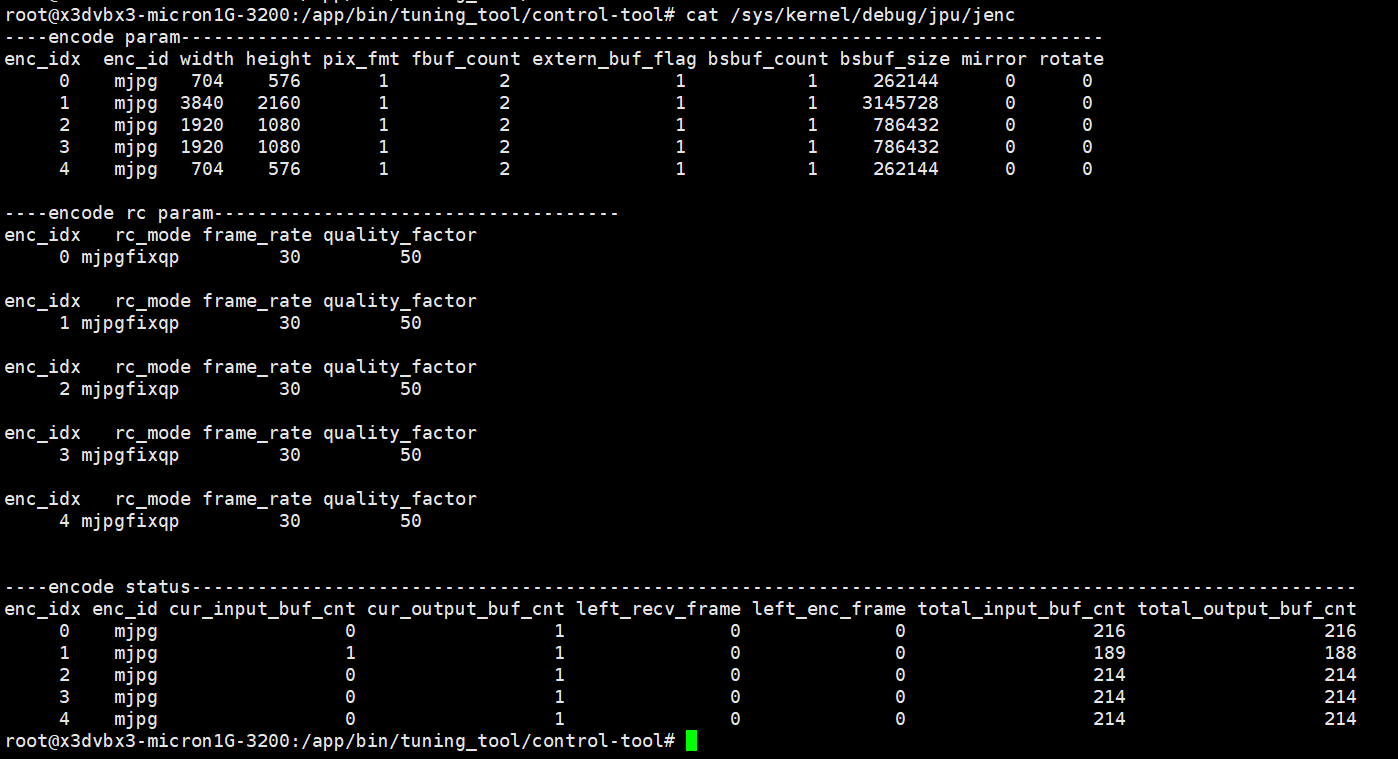 root@x3dvbx3-micron1G-3200:/app/bin/tuning_tool/control-tool# cat /sys/kernel/debug/jpu/jenc
----encode param------------------------------------------------------------------------------------
enc_idx  enc_id width height pix_fmt fbuf_count extern_buf_flag bsbuf_count bsbuf_size mirror rotate
     0    mjpg   704    576       1          2               1           1     262144      0      0
     1    mjpg  3840   2160       1          2               1           1    3145728      0      0
     2    mjpg  1920   1080       1          2               1           1     786432      0      0
     3    mjpg  1920   1080       1          2               1           1     786432      0      0
     4    mjpg   704    576       1          2               1           1     262144      0      0
----encode rc param-------------------------------------
enc_idx   rc_mode frame_rate quality_factor
     0 mjpgfixqp         30         50
enc_idx   rc_mode frame_rate quality_factor
     1 mjpgfixqp         30         50
enc_idx   rc_mode frame_rate quality_factor
     2 mjpgfixqp         30         50
enc_idx   rc_mode frame_rate quality_factor
     3 mjpgfixqp         30         50
enc_idx   rc_mode frame_rate quality_factor
     4 mjpgfixqp         30         50
----encode status----------------------------------------------------------------------------------------------------------
enc_idx enc_id cur_input_buf_cnt cur_output_buf_cnt left_recv_frame left_enc_frame total_input_buf_cnt total_output_buf_cnt
     0    mjpg                 0                  1               0              0                 216                  216
     1    mjpg                 1                  1               0              0                 189                  188
     2    mjpg                 0                  1               0              0                 214                  214
     3    mjpg                 0                  1               0              0                 214                  214
     4    mjpg                 0                  1               0              0                 214                  214
root@x3dvbx3-micron1G-3200:/app/bin/tuning_tool/control-tool#